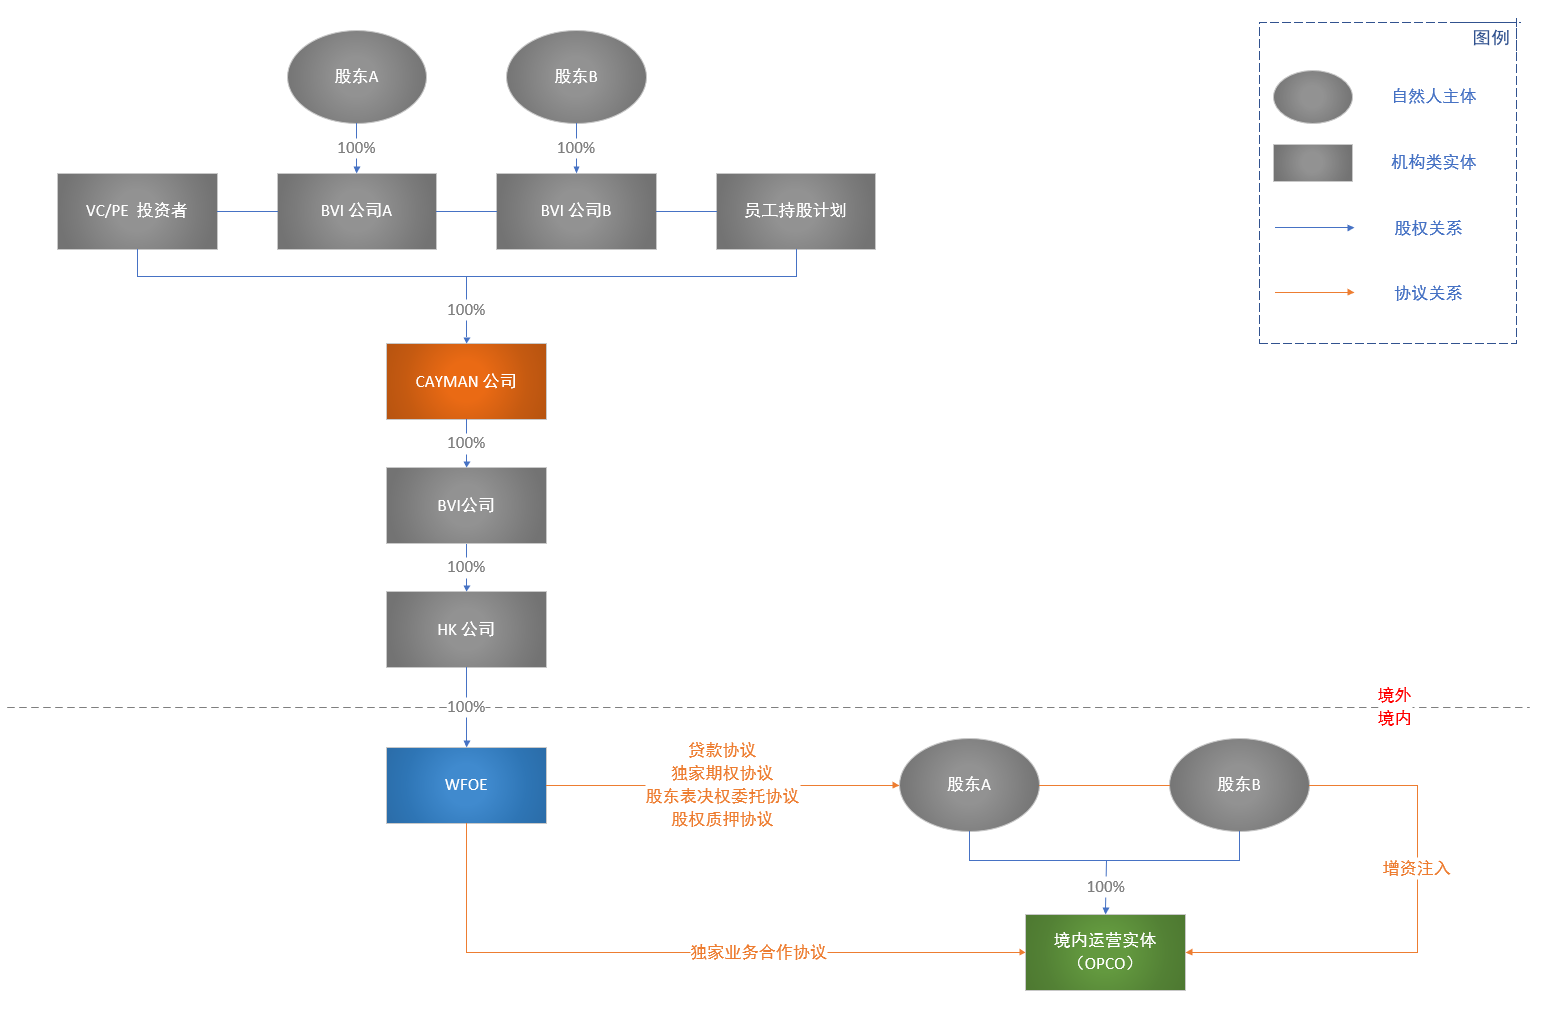 图例
自然人主体
机构类实体
股权关系
协议关系
股东A
股东B
100%
100%
VC/PE 投资者
BVI 公司A
BVI 公司B
员工持股计划
100%
CAYMAN 公司
100%
BVI公司
100%
HK 公司
境外
100%
境内
WFOE
贷款协议
独家期权协议
股东表决权委托协议
股权质押协议
股东A
股东B
增资注入
100%
独家业务合作协议
境内运营实体
（OPCO）